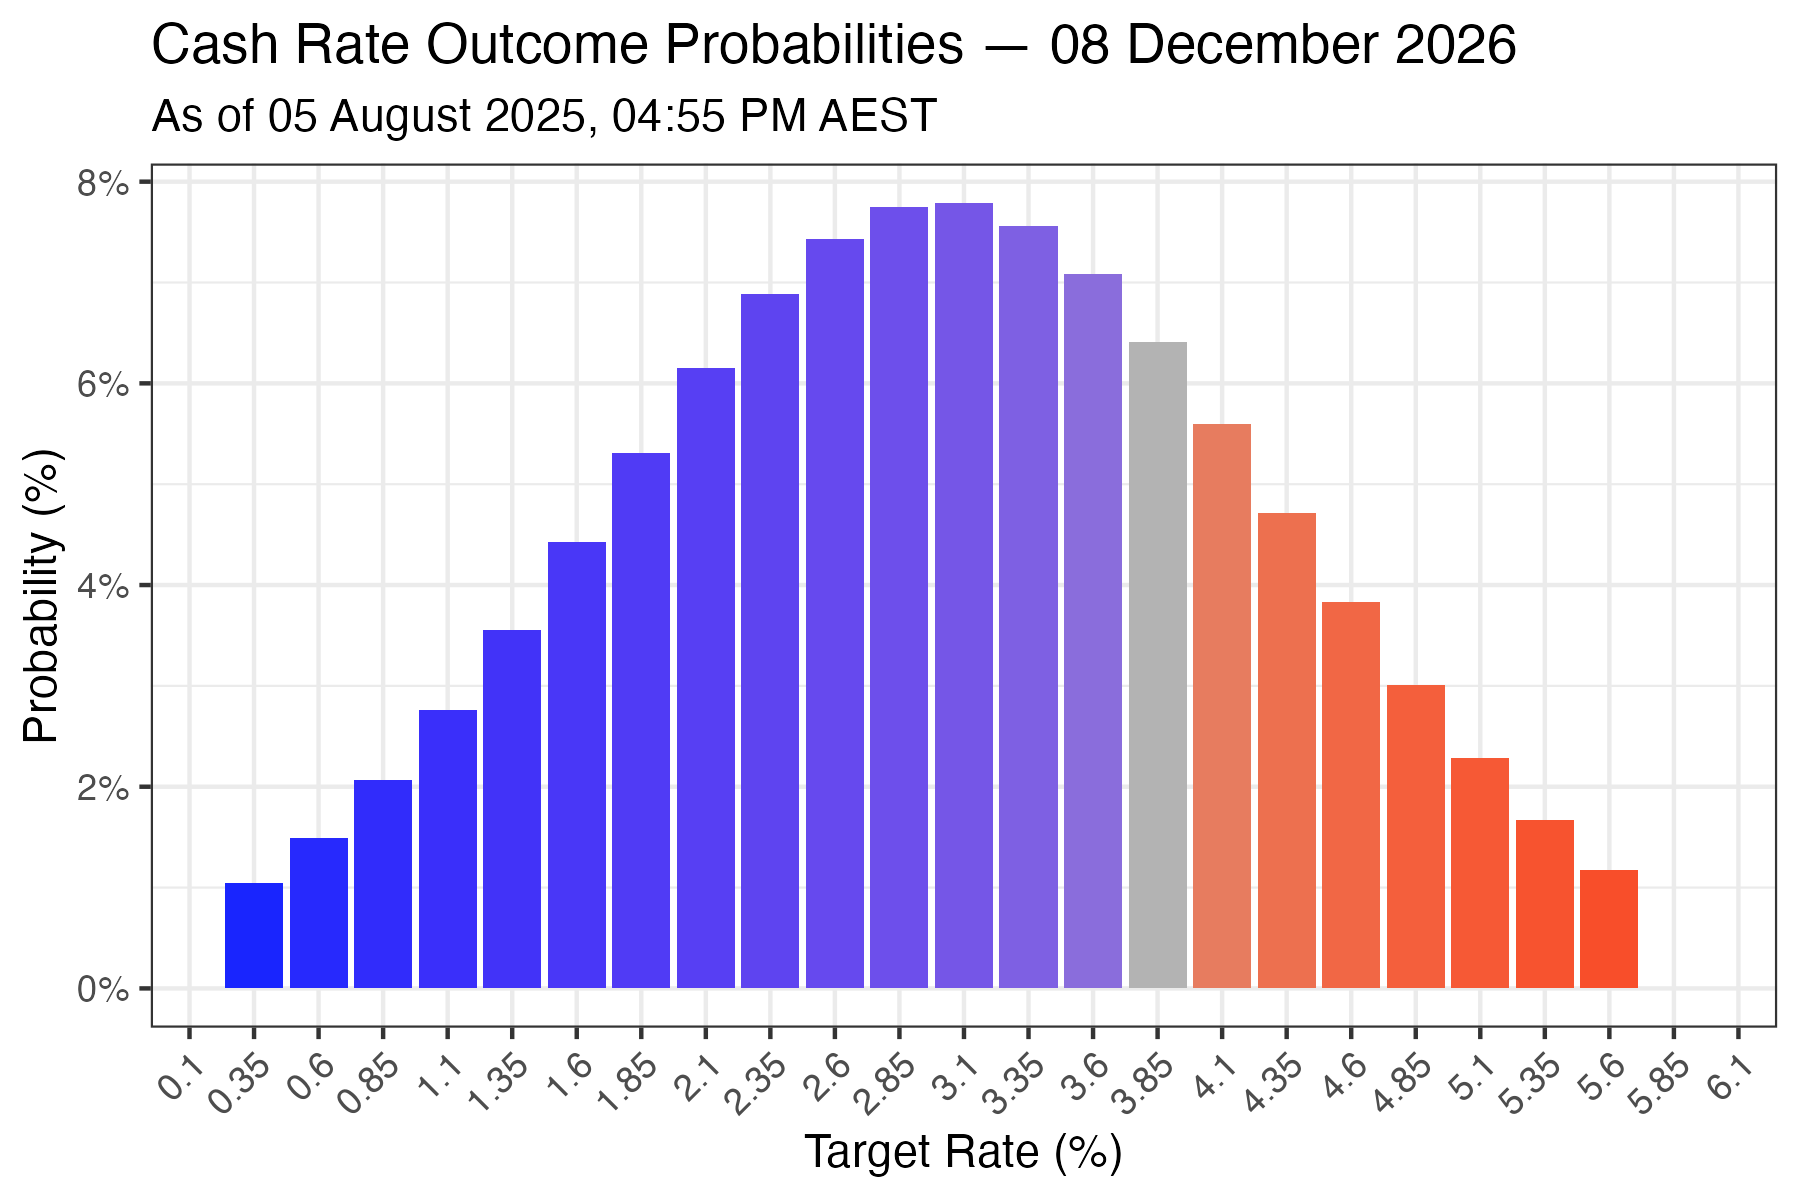 Cash Rate Outcome Probabilities — 08 December 2026
As of 05 August 2025, 04:55 PM AEST
Probability (%)
8%
6%
4%
2%
0%
0.1 0.35 0.6 0.85 1.1 1.35 1.6 1.85 2.1 2.35 2.6 2.85 3.1 3.35 3.6 3.85 4.1 4.35 4.6 4.85 5.1 5.35 5.6 5.85 6.1
Target Rate (%)